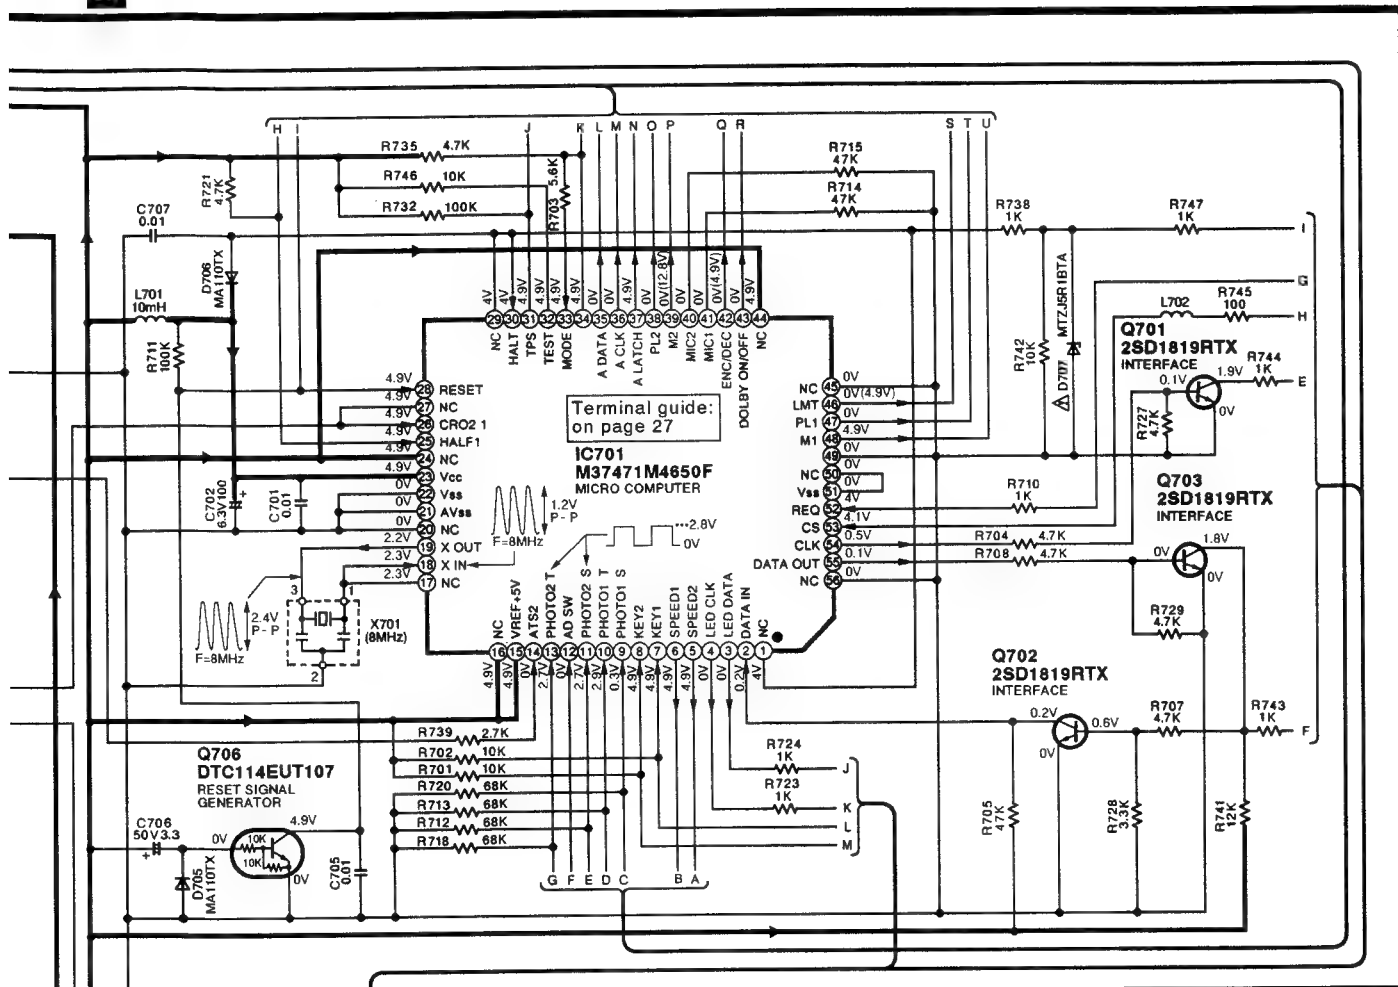 H I J K L M N O P Q R S T U
R735 4.7K
R746 10K
R732 100K
R721
4.7K
R703 5.6K
R715
47K
R714
47K
C707
0.01
D706
MA110TX
L701
10mH
R711
100K
R738
1K
R747
1K
I
G
H
E
R742
10K
D707 MTZJ5R1BTA
L702
R745
100
Q701
2SD1819RTX
INTERFACE
R744
1K
0.1V
1.9V
0V
R727
4.7K
4V 4V 4.9V 4.9V 4.9V 4.9V 0V 0V 4.9V 0V 0V(12.8V) 0V 0V 0V(4.9V) 0V 4.9V
29 30 31 32 33 34 35 36 37 38 39 40 41 42 43 44
NC HALT TPS TEST MODE A DATA A CLK A LATCH PL2 M2 MIC2 MIC1 ENC/DEC DOLBY ON/OFF NC
4.9V 28 RESET
4.9V 27 NC
4.9V 26 CRO2 1
4.9V 25 HALF1
4.9V 24 NC
4.9V 23 Vcc
0V 22 Vss
0V 21 AVss
0V 20 NC
2.2V 19 X OUT
2.3V 18 X IN
2.3V 17 NC
Terminal guide:
on page 27
IC701
M37471M4650F
MICRO COMPUTER
1.2V
P-P
F=8MHz
2.8V
0V
NC 45 0V
LMT 46 0V(4.9V)
PL1 47 0V
M1 48 4.9V
49 0V
NC 50 0V
Vss 51 0V
REQ 52 4V
CS 53 4.1V
CLK 54 0.5V
DATA OUT 55 0.1V
NC 56 0V
R710
1K
R704 4.7K
R708 4.7K
Q703
2SD1819RTX
INTERFACE
0V
1.8V
0V
R729
4.7K
C702
6.3V100
C701
0.01
3
1
2
2.4V
P-P
F=8MHz
X701
(8MHz)
NC VREF+5V ATS2 PHOTO2 T AD SW PHOTO2 S PHOTO1 T PHOTO1 S KEY2 KEY1 SPEED1 SPEED2 LED CLK LED DATA DATA IN NC
16 15 14 13 12 11 10 9 8 7 6 5 4 3 2 1
4.9V 4.9V 0V 2.7V 0V 2.7V 2.9V 0.3V 4.9V 4.9V 4.9V 4.9V 0V 0V 0.2V 4V
Q702
2SD1819RTX
INTERFACE
0.2V
0.6V
0V
R707
4.7K
R743
1K
F
R739 2.7K
R702 10K
R701 10K
R720 68K
R713 68K
R712 68K
R718 68K
R724
1K
R723
1K
J
K
L
M
R705
47K
R728
3.3K
R741
12K
Q706
DTC114EUT107
RESET SIGNAL
GENERATOR
C706
50V3.3
0V
4.9V
10K
10K
0V
D705
MA110TX
C705
0.01
G F E D C B A